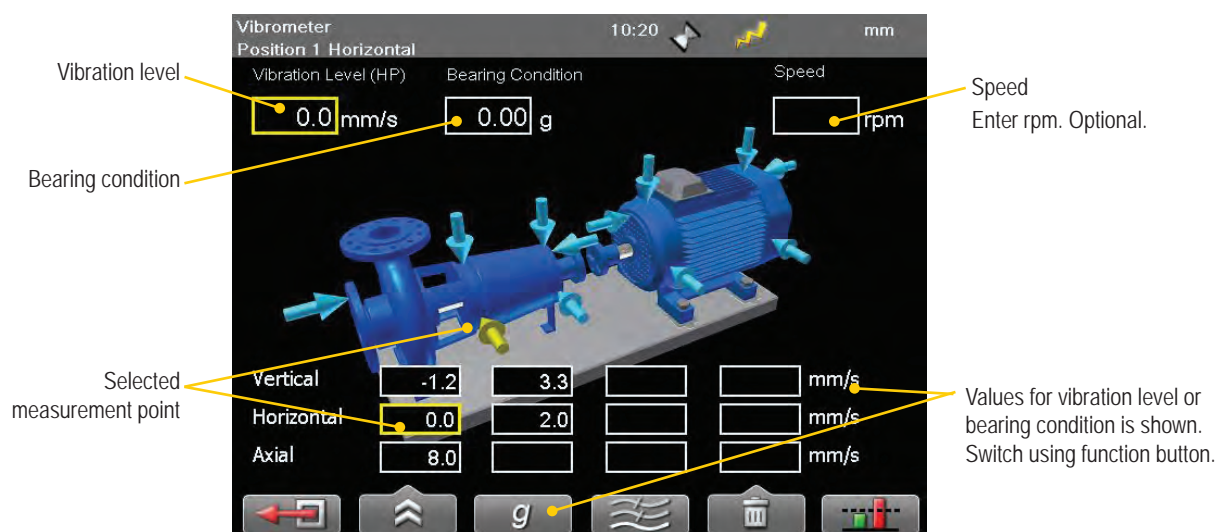 Vibrometer
Position 1 Horizontal
10:20
mm
Vibration level
Vibration Level (HP)
Bearing Condition
Speed
0.0 mm/s
0.00 g
rpm
Speed
Enter rpm. Optional.
Bearing condition
Selected
measurement point
Vertical -1.2 3.3 mm/s
Horizontal 0.0 2.0 mm/s
Axial 8.0 mm/s
Values for vibration level or
bearing condition is shown.
Switch using function button.
g